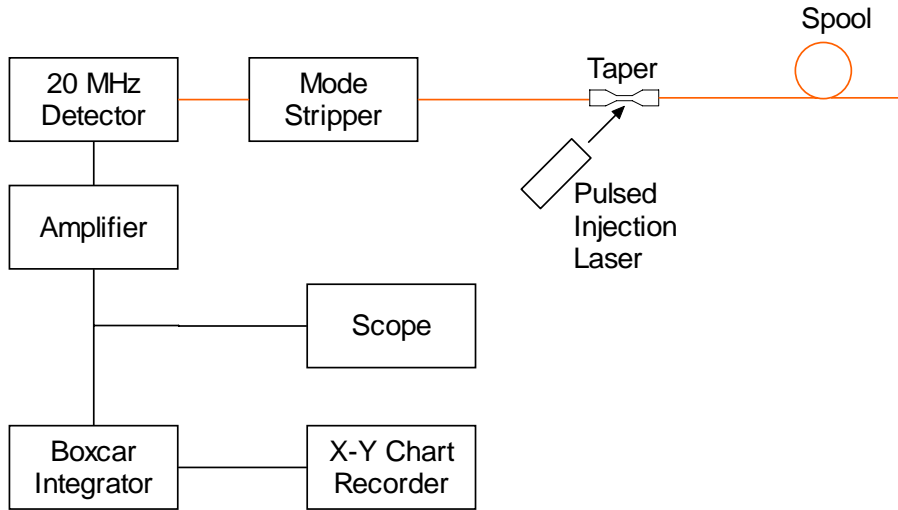 Spool
20 MHz
Detector
Mode
Stripper
Taper
Pulsed
Injection
Laser
Amplifier
Scope
Boxcar
Integrator
X-Y Chart
Recorder